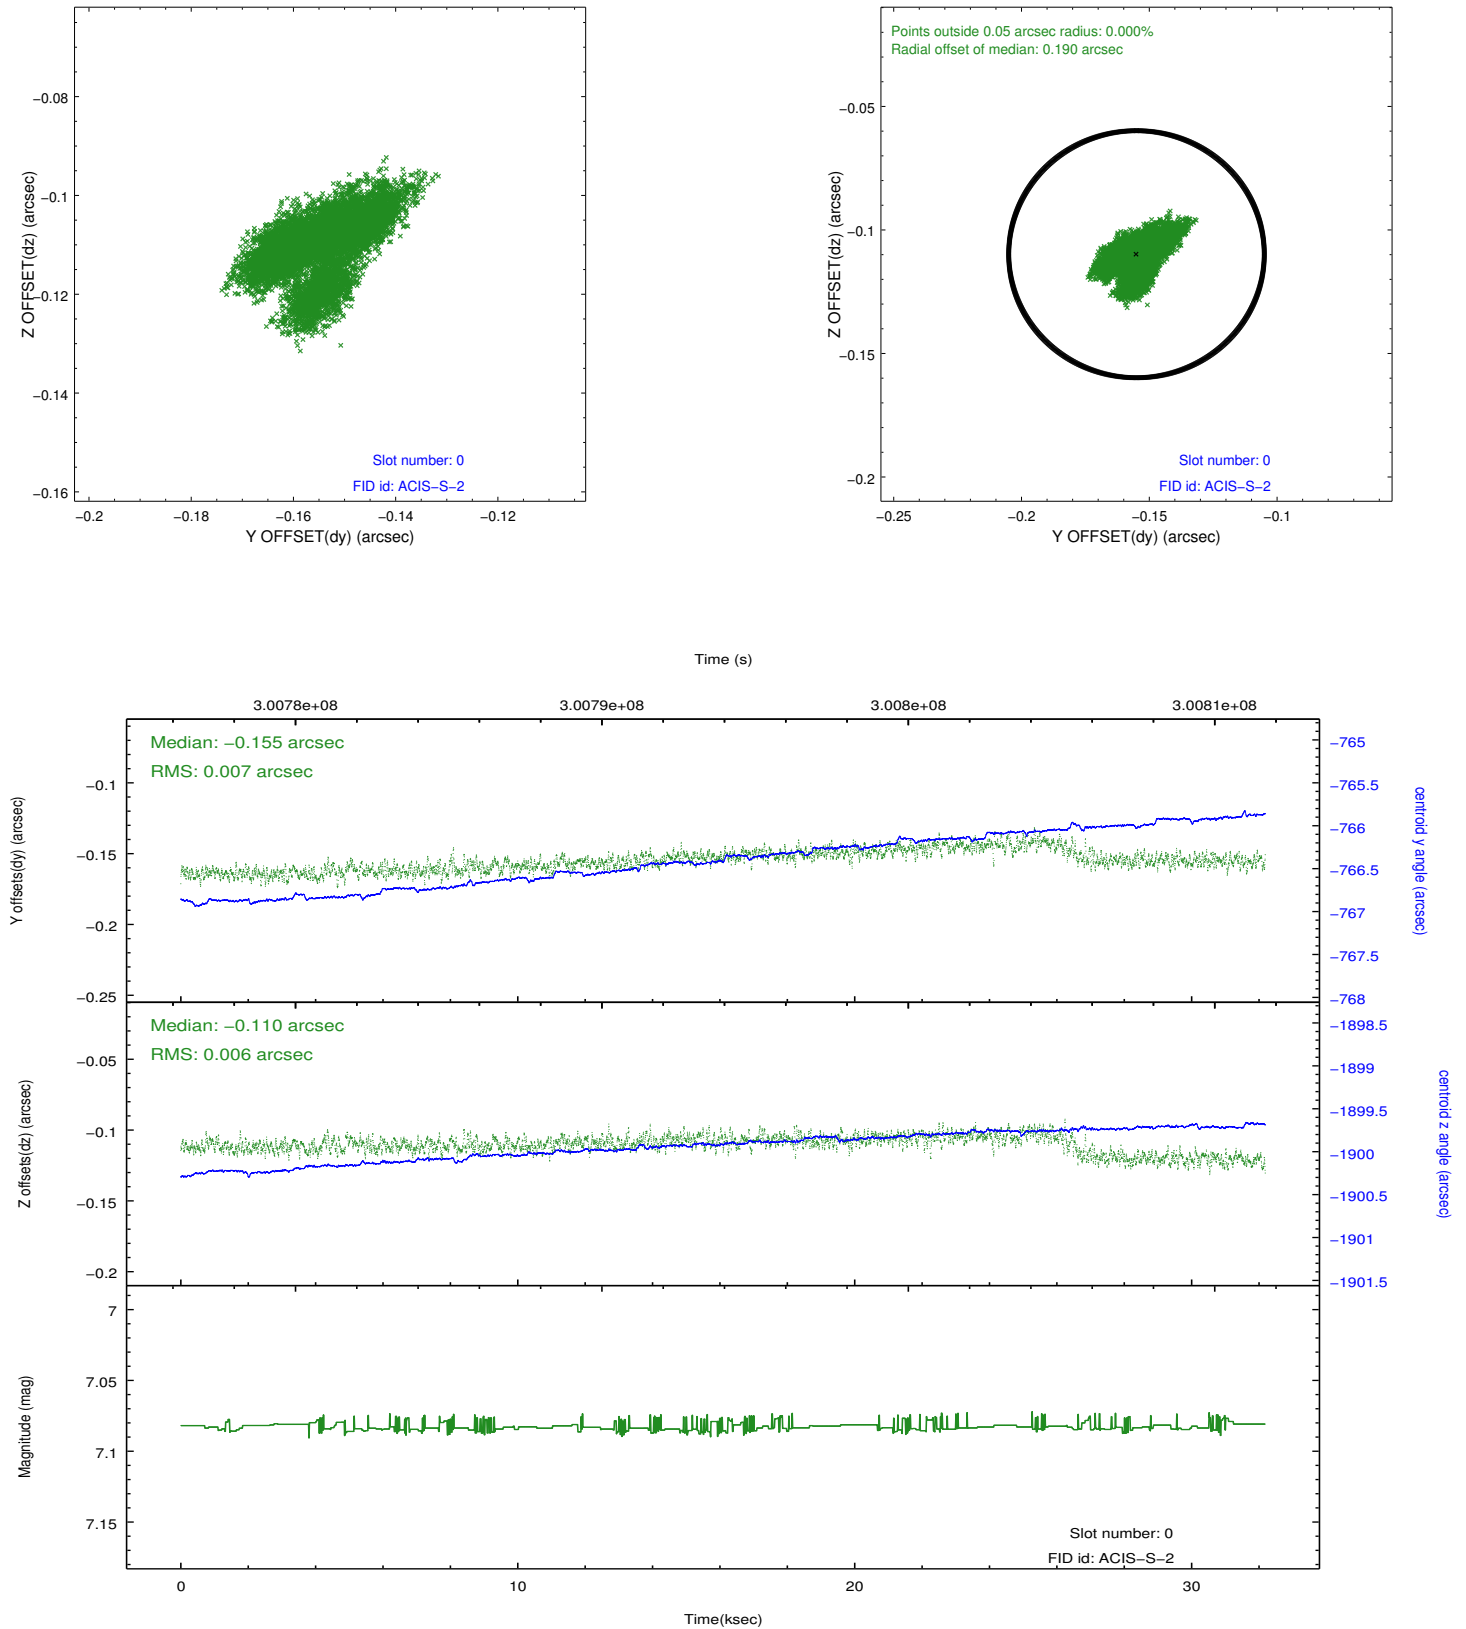 −0.08
−0.1
−0.12
−0.14
−0.16
Z OFFSET(dz) (arcsec)
Slot number: 0
FID id: ACIS−S−2
−0.2
−0.18
−0.16
−0.14
−0.12
Y OFFSET(dy) (arcsec)
Points outside 0.05 arcsec radius: 0.000%
Radial offset of median: 0.190 arcsec
−0.05
−0.1
−0.15
−0.2
Z OFFSET(dz) (arcsec)
Slot number: 0
FID id: ACIS−S−2
−0.25
−0.2
−0.15
−0.1
Y OFFSET(dy) (arcsec)
Time (s)
3.0078e+08
3.0079e+08
3.008e+08
3.0081e+08
Median: −0.155 arcsec
RMS: 0.007 arcsec
−0.1
−0.15
−0.2
−0.25
Y offsets(dy) (arcsec)
−765
−765.5
−766
−766.5
−767
−767.5
−768
centroid y angle (arcsec)
Median: −0.110 arcsec
RMS: 0.006 arcsec
−0.05
−0.1
−0.15
−0.2
Z offsets(dz) (arcsec)
−1898.5
−1899
−1899.5
−1900
−1900.5
−1901
−1901.5
centroid z angle (arcsec)
7
7.05
7.1
7.15
Magnitude (mag)
Slot number: 0
FID id: ACIS−S−2
0
10
20
30
Time(ksec)